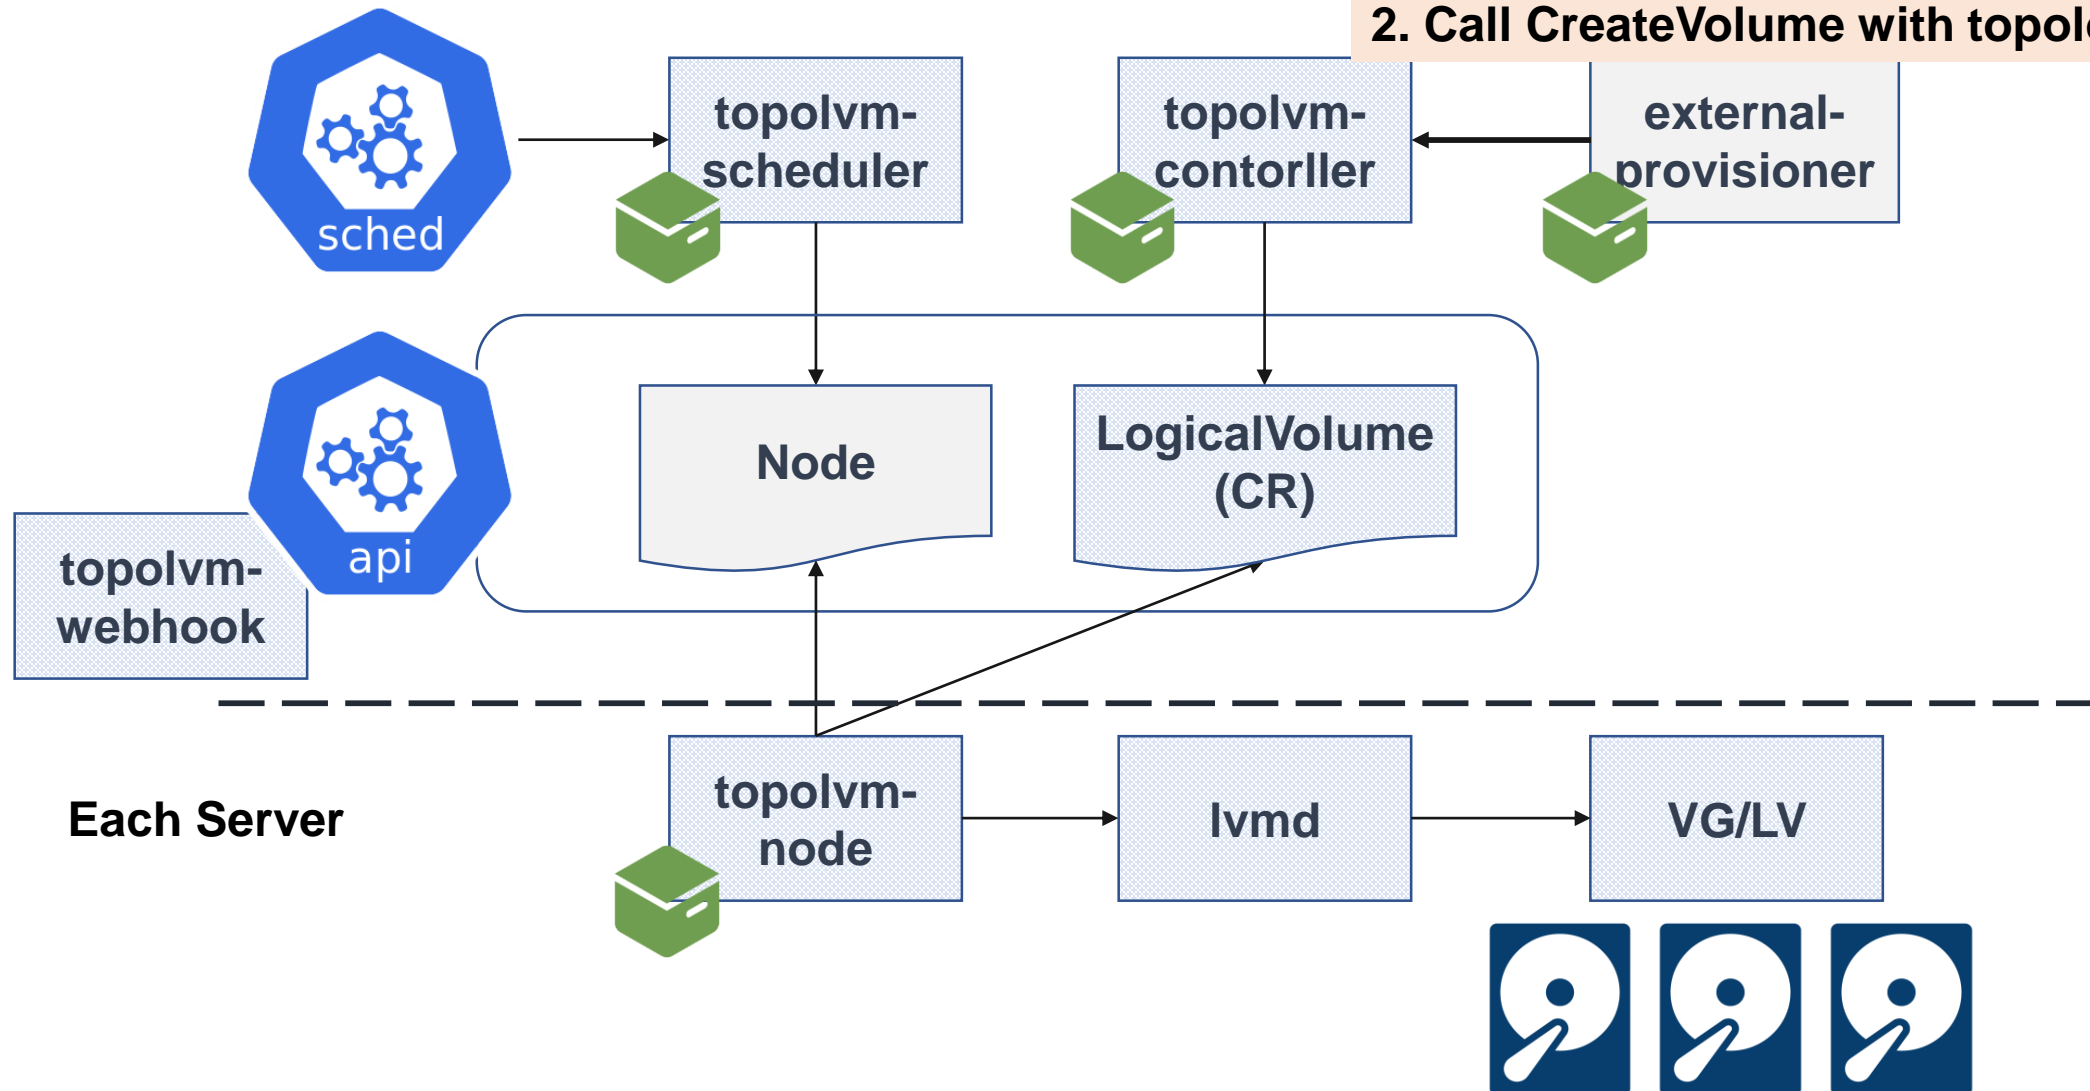 2. Call CreateVolume with
topolvm-
scheduler
topolvm-
contorller
external-
provisioner
sched
Node
LogicalVolume
(CR)
api
topolvm-
webhook
Each Server
topolvm-
node
lvmd
VG/LV